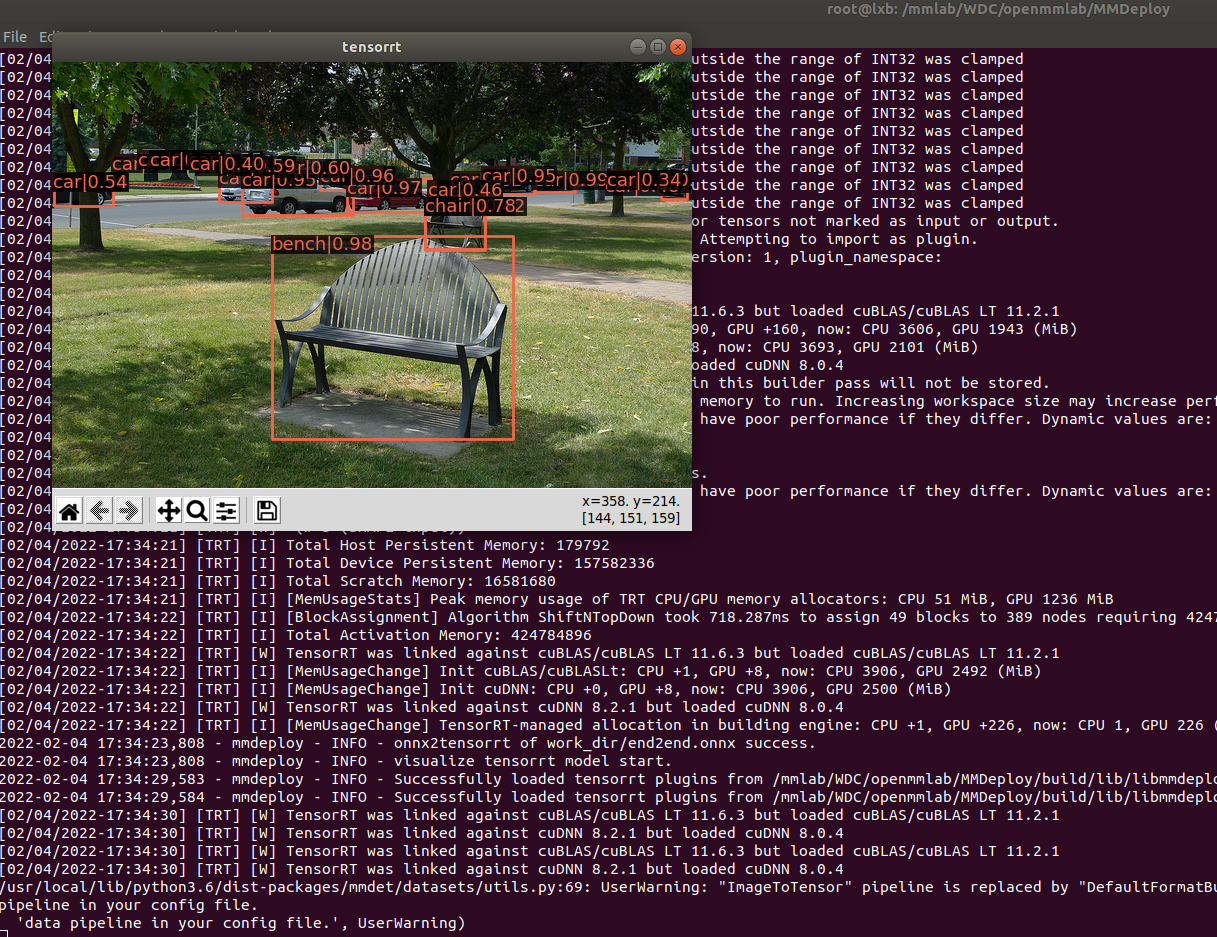 root@lxb: /mmlab/WDC/openmmlab/MMDeploy
File
tensorrt
[02/04 utside the range of INT32 was clamped
[02/04 utside the range of INT32 was clamped
[02/04 utside the range of INT32 was clamped
[02/04 utside the range of INT32 was clamped
[02/04 utside the range of INT32 was clamped
[02/04 utside the range of INT32 was clamped
[02/04 utside the range of INT32 was clamped
[02/04 utside the range of INT32 was clamped
[02/04 utside the range of INT32 was clamped
[02/04 or tensors not marked as input or output.
[02/04 Attempting to import as plugin.
[02/04 ersion: 1, plugin_namespace:
[02/04
[02/04
[02/04 11.6.3 but loaded cuBLAS/cuBLAS LT 11.2.1
[02/04 90, GPU +160, now: CPU 3606, GPU 1943 (MiB)
[02/04 8, now: CPU 3693, GPU 2101 (MiB)
[02/04 oaded cuDNN 8.0.4
[02/04 in this builder pass will not be stored.
[02/04 memory to run. Increasing workspace size may increase perf
[02/04 have poor performance if they differ. Dynamic values are:
[02/04
[02/04
[02/04 s.
[02/04 have poor performance if they differ. Dynamic values are:
[02/04
[02/04
car|0.54
car|0.40
car|0.95
0.59
0.60
0.96
car|0.97
car|0.46
car|0.95
car|0.34
chair|0.782
bench|0.98
x=358. y=214.
[144, 151, 159]
[02/04/2022-17:34:21] [TRT] [I] Total Host Persistent Memory: 179792
[02/04/2022-17:34:21] [TRT] [I] Total Device Persistent Memory: 157582336
[02/04/2022-17:34:21] [TRT] [I] Total Scratch Memory: 16581680
[02/04/2022-17:34:21] [TRT] [I] [MemUsageStats] Peak memory usage of TRT CPU/GPU memory allocators: CPU 51 MiB, GPU 1236 MiB
[02/04/2022-17:34:22] [TRT] [I] [BlockAssignment] Algorithm ShiftNTopDown took 718.287ms to assign 49 blocks to 389 nodes requiring 4247
[02/04/2022-17:34:22] [TRT] [I] Total Activation Memory: 424784896
[02/04/2022-17:34:22] [TRT] [W] TensorRT was linked against cuBLAS/cuBLAS LT 11.6.3 but loaded cuBLAS/cuBLAS LT 11.2.1
[02/04/2022-17:34:22] [TRT] [I] [MemUsageChange] Init cuBLAS/cuBLASLt: CPU +1, GPU +8, now: CPU 3906, GPU 2492 (MiB)
[02/04/2022-17:34:22] [TRT] [I] [MemUsageChange] Init cuDNN: CPU +0, GPU +8, now: CPU 3906, GPU 2500 (MiB)
[02/04/2022-17:34:22] [TRT] [W] TensorRT was linked against cuDNN 8.2.1 but loaded cuDNN 8.0.4
[02/04/2022-17:34:22] [TRT] [I] [MemUsageChange] TensorRT-managed allocation in building engine: CPU +1, GPU +226, now: CPU 1, GPU 226 (
2022-02-04 17:34:23,808 - mmdeploy - INFO - onnx2tensorrt of work_dir/end2end.onnx success.
2022-02-04 17:34:23,808 - mmdeploy - INFO - visualize tensorrt model start.
2022-02-04 17:34:29,583 - mmdeploy - INFO - Successfully loaded tensorrt plugins from /mmlab/WDC/openmmlab/MMDeploy/build/lib/libmmdeplo
2022-02-04 17:34:29,584 - mmdeploy - INFO - Successfully loaded tensorrt plugins from /mmlab/WDC/openmmlab/MMDeploy/build/lib/libmmdeplo
[02/04/2022-17:34:30] [TRT] [W] TensorRT was linked against cuBLAS/cuBLAS LT 11.6.3 but loaded cuBLAS/cuBLAS LT 11.2.1
[02/04/2022-17:34:30] [TRT] [W] TensorRT was linked against cuDNN 8.2.1 but loaded cuDNN 8.0.4
[02/04/2022-17:34:30] [TRT] [W] TensorRT was linked against cuBLAS/cuBLAS LT 11.6.3 but loaded cuBLAS/cuBLAS LT 11.2.1
[02/04/2022-17:34:30] [TRT] [W] TensorRT was linked against cuDNN 8.2.1 but loaded cuDNN 8.0.4
/usr/local/lib/python3.6/dist-packages/mmdet/datasets/utils.py:69: UserWarning: "ImageToTensor" pipeline is replaced by "DefaultFormatBu
pipeline in your config file.
'data pipeline in your config file.', UserWarning)